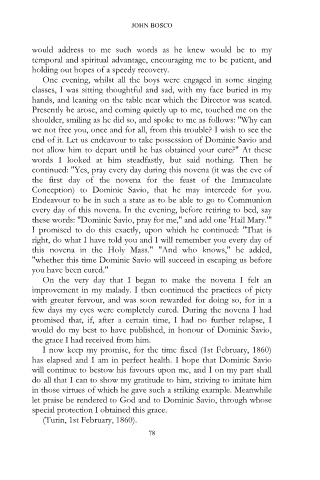 JOHN BOSCO
would address to me such words as he knew would be to my
temporal and spiritual advantage, encouraging me to be patient, and
holding out hopes of a speedy recovery.
One evening, whilst all the boys were engaged in some singing
classes, I was sitting thoughtful and sad, with my face buried in my
hands, and leaning on the table near which the Director was seated.
Presently he arose, and coming quietly up to me, touched me on the
shoulder, smiling as he did so, and spoke to me as follows: "Why can
we not free you, once and for all, from this trouble? I wish to see the
end of it. Let us endeavour to take possession of Dominic Savio and
not allow him to depart until he has obtained your cure?" At these
words I looked at him steadfastly, but said nothing. Then he
continued: "Yes, pray every day during this novena (it was the eve of
the first day of the novena for the feast of the Immaculate
Conception) to Dominic Savio, that he may intercede for you.
Endeavour to be in such a state as to be able to go to Communion
every day of this novena. In the evening, before retiring to bed, say
these words: "Dominic Savio, pray for me," and add one 'Hail Mary.'"
I promised to do this exactly, upon which he continued: "That is
right, do what I have told you and I will remember you every day of
this novena in the Holy Mass." "And who knows," he added,
"whether this time Dominic Savio will succeed in escaping us before
you have been cured."
On the very day that I began to make the novena I felt an
improvement in my malady. I then continued the practices of piety
with greater fervour, and was soon rewarded for doing so, for in a
few days my eyes were completely cured. During the novena I had
promised that, if, after a certain time, I had no further relapse, I
would do my best to have published, in honour of Dominic Savio,
the grace I had received from him.
I now keep my promise, for the time fixed (1st February, 1860)
has elapsed and I am in perfect health. I hope that Dominic Savio
will continue to bestow his favours upon me, and I on my part shall
do all that I can to show my gratitude to him, striving to imitate him
in those virtues of which he gave such a striking example. Meanwhile
let praise be rendered to God and to Dominic Savio, through whose
special protection I obtained this grace.
(Turin, 1st February, 1860).
78